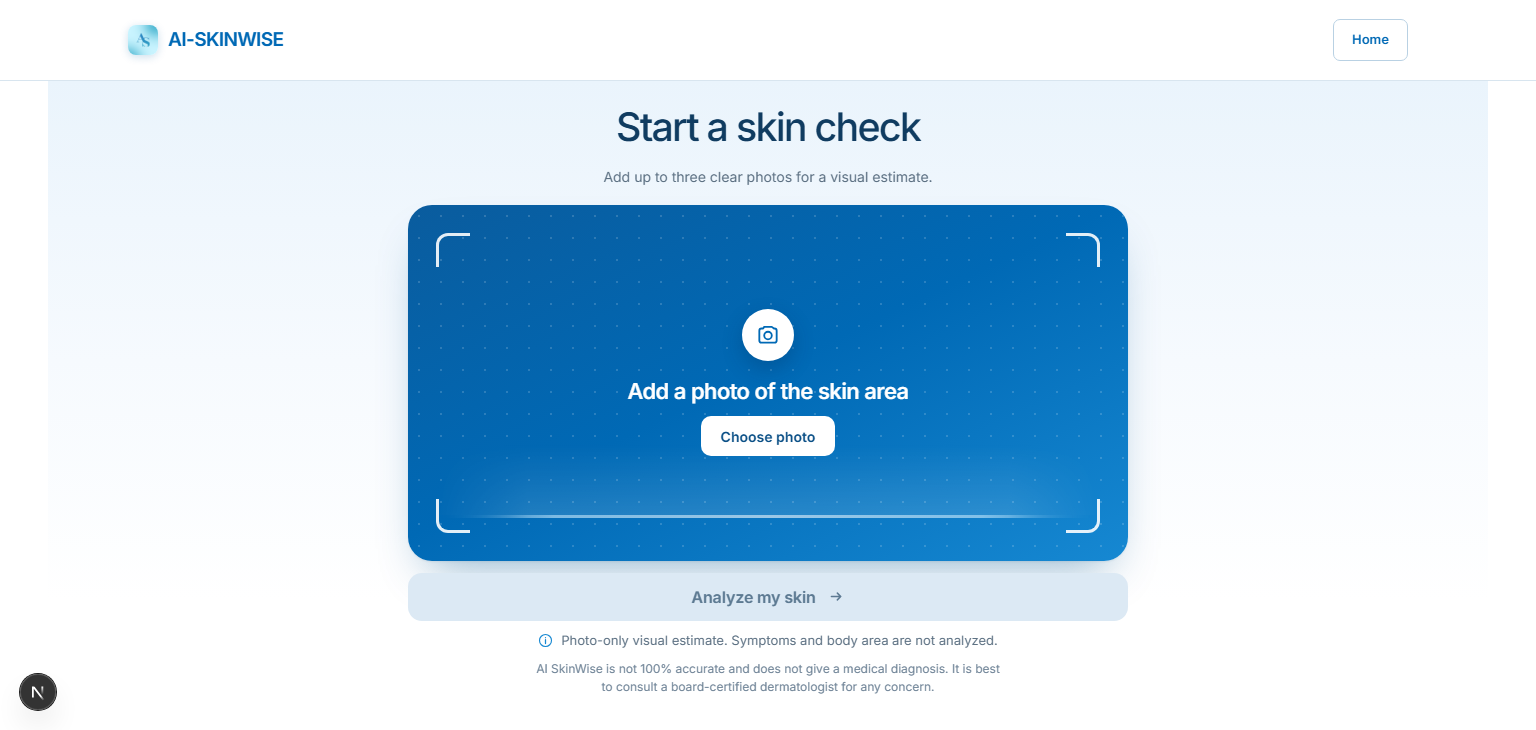 AS
AI-SKINWISE
Home
Start a skin check
Add up to three clear photos for a visual estimate.
Add a photo of the skin area
Choose photo
Analyze my skin →
Photo-only visual estimate. Symptoms and body area are not analyzed.
AI SkinWise is not 100% accurate and does not give a medical diagnosis. It is best
to consult a board-certified dermatologist for any concern.
N